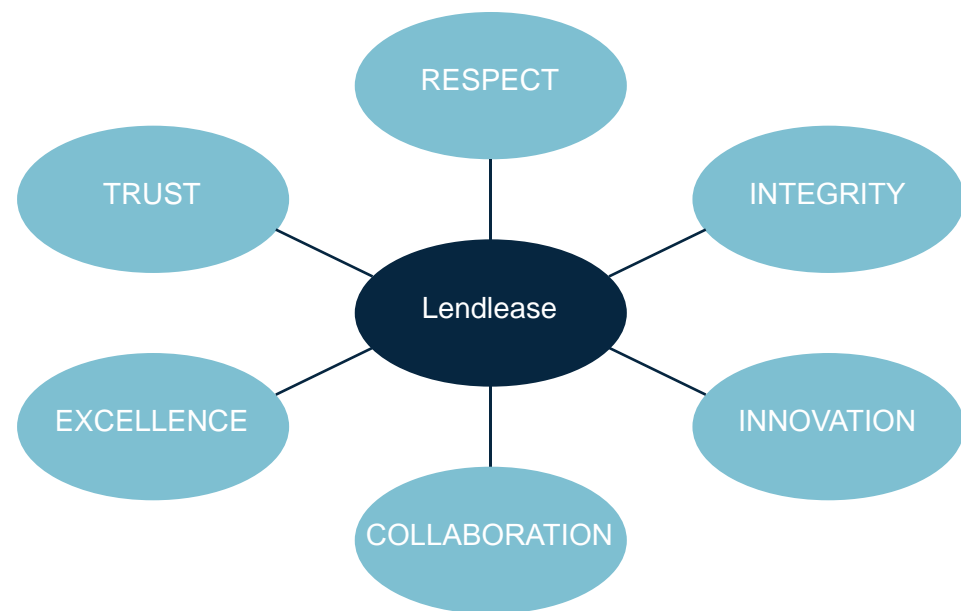 RESPECT
TRUST
INTEGRITY
Lendlease
EXCELLENCE
INNOVATION
COLLABORATION